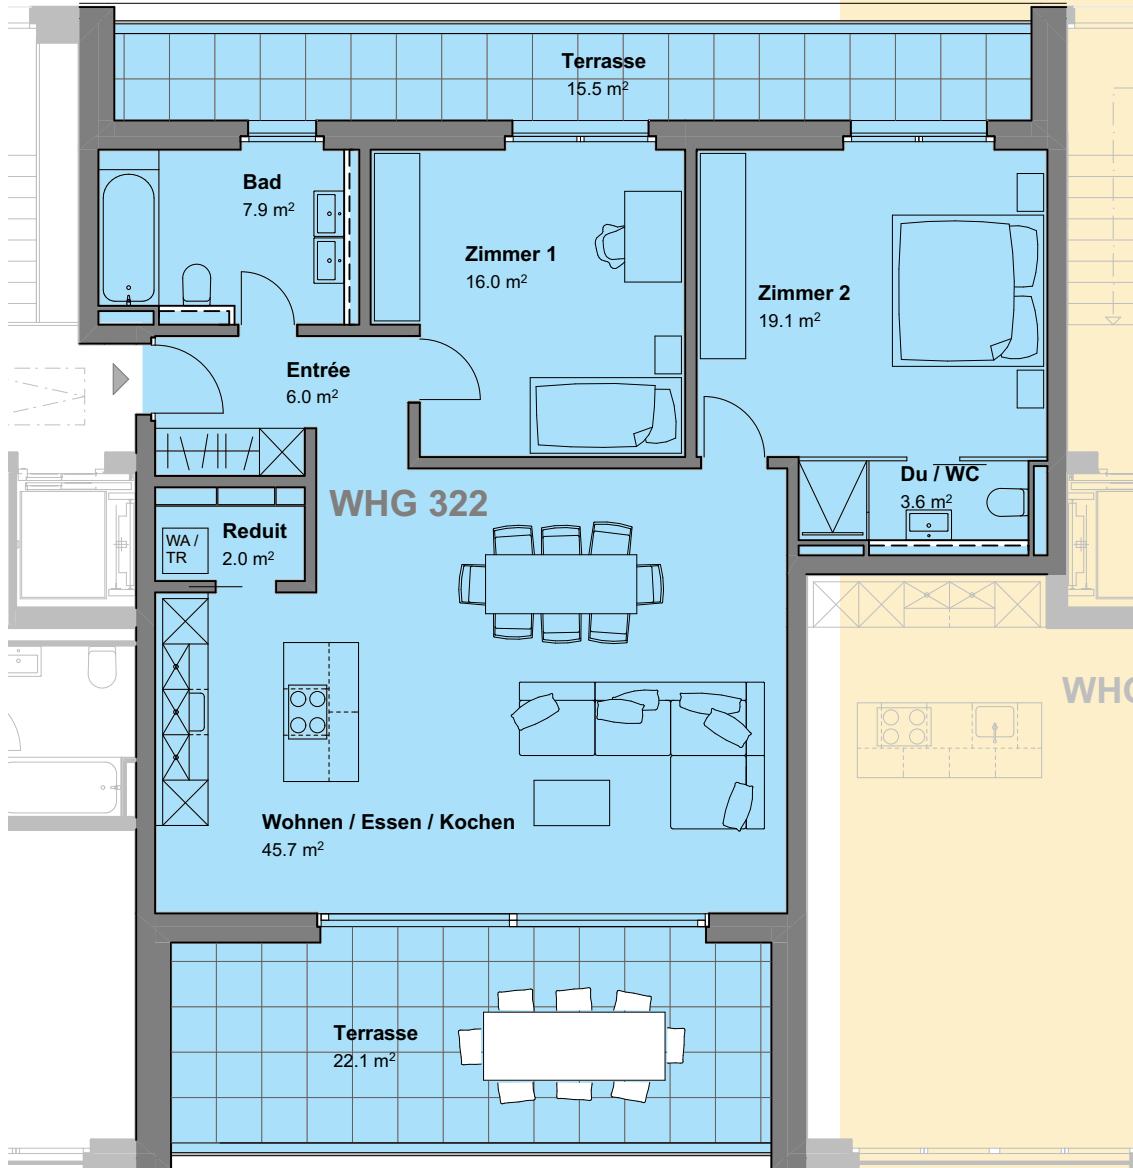 Terrasse
15.5 m²
Bad
7.9 m²
Zimmer 1
16.0 m²
Zimmer 2
19.1 m²
Entrée
6.0 m²
Du / WC
3.6 m²
WHG 322
Reduit
2.0 m²
WA /
TR
WHG
Wohnen / Essen / Kochen
45.7 m²
Terrasse
22.1 m²